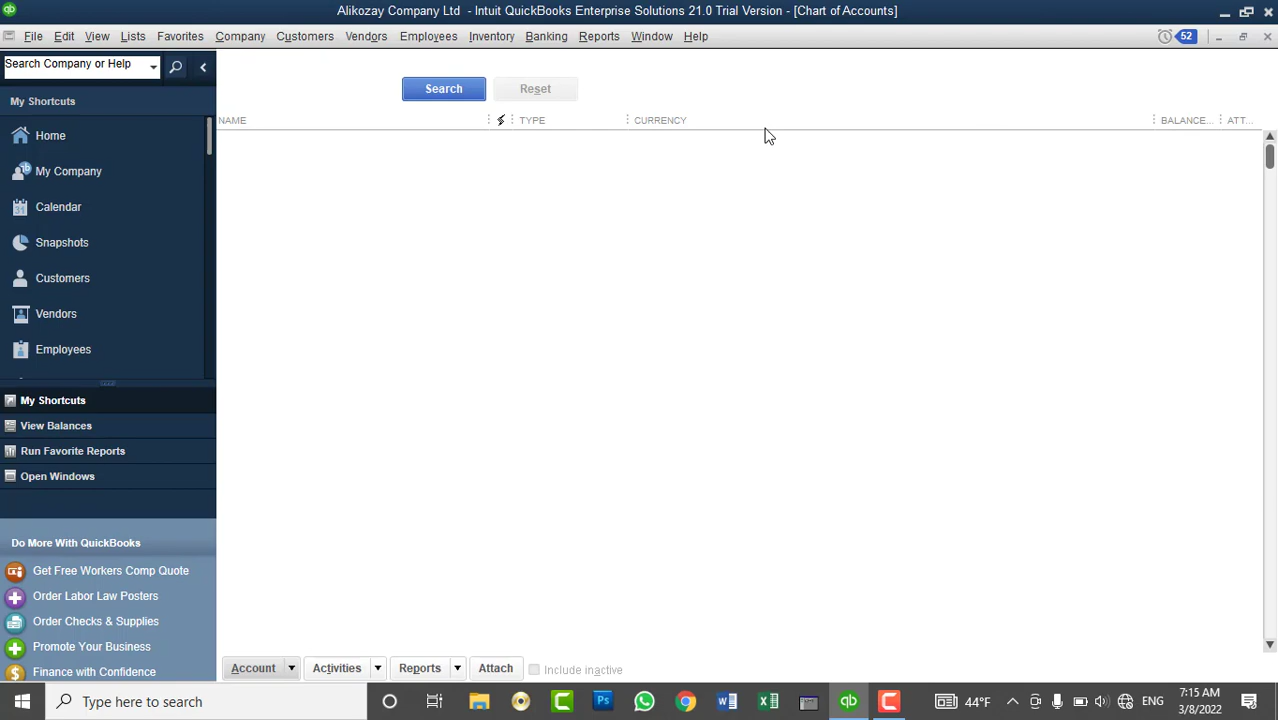 Alikozay Company Ltd - Intuit QuickBooks Enterprise Solutions 21.0 Trial Version - [Chart of Accounts]
File Edit View Lists Favorites Company Customers Vendors Employees Inventory Banking Reports Window Help 52
Search Company or Help
Search Reset
My Shortcuts
NAME TYPE CURRENCY BALANCE... ATT...
Home
My Company
Calendar
Snapshots
Customers
Vendors
Employees
My Shortcuts
View Balances
Run Favorite Reports
Open Windows
Do More With QuickBooks
Get Free Workers Comp Quote
Order Labor Law Posters
Order Checks & Supplies
Promote Your Business
Finance with Confidence
Account Activities Reports Attach Include inactive
Type here to search
44°F ENG
7:15 AM
3/8/2022